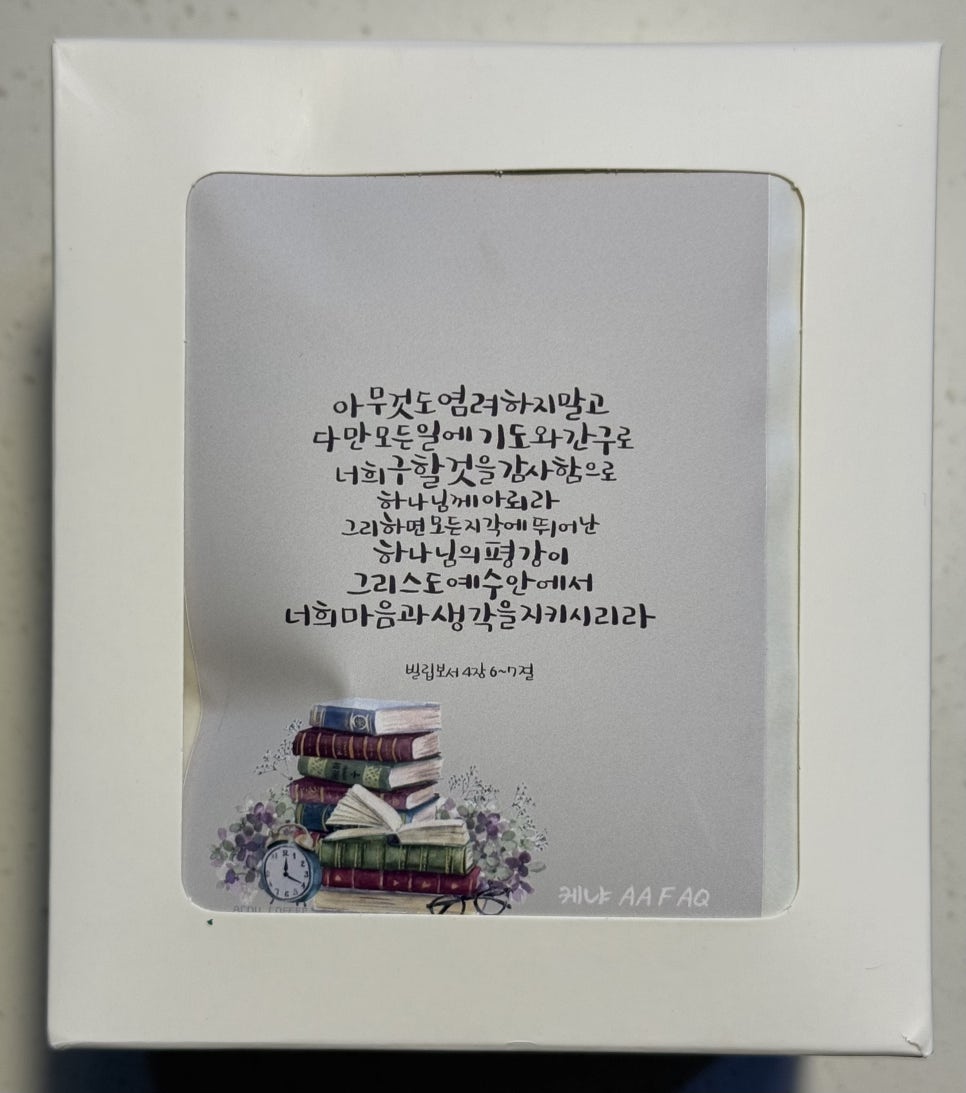 아무것도염려하지말고
다만모든일에기도와간구로
너희구할것을감사함으로
하나님께아뢰라
그리하면모든지각에뛰어난
하나님의평강이
그리스도예수안에서
너희마음과생각을지키시리라
빌립보서 4장 6~7절
케냐 AA FAQ